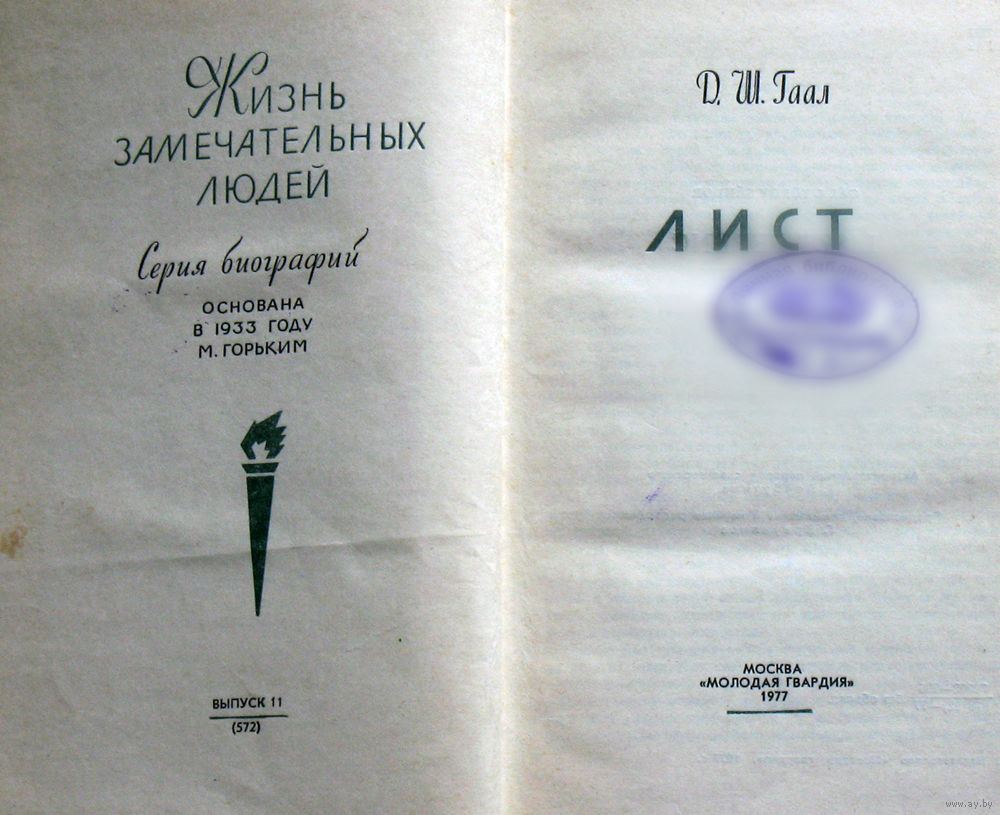 Жизнь
ЗАМЕЧАТЕЛЬНЫХ
ЛЮДЕЙ
Серия биографий
ОСНОВАНА
В 1933 ГОДУ
М. ГОРЬКИМ
ВЫПУСК 11
(572)
Д. Ш. Гаал
ЛИСТ
МОСКВА
«МОЛОДАЯ ГВАРДИЯ»
1977
www.ay.by